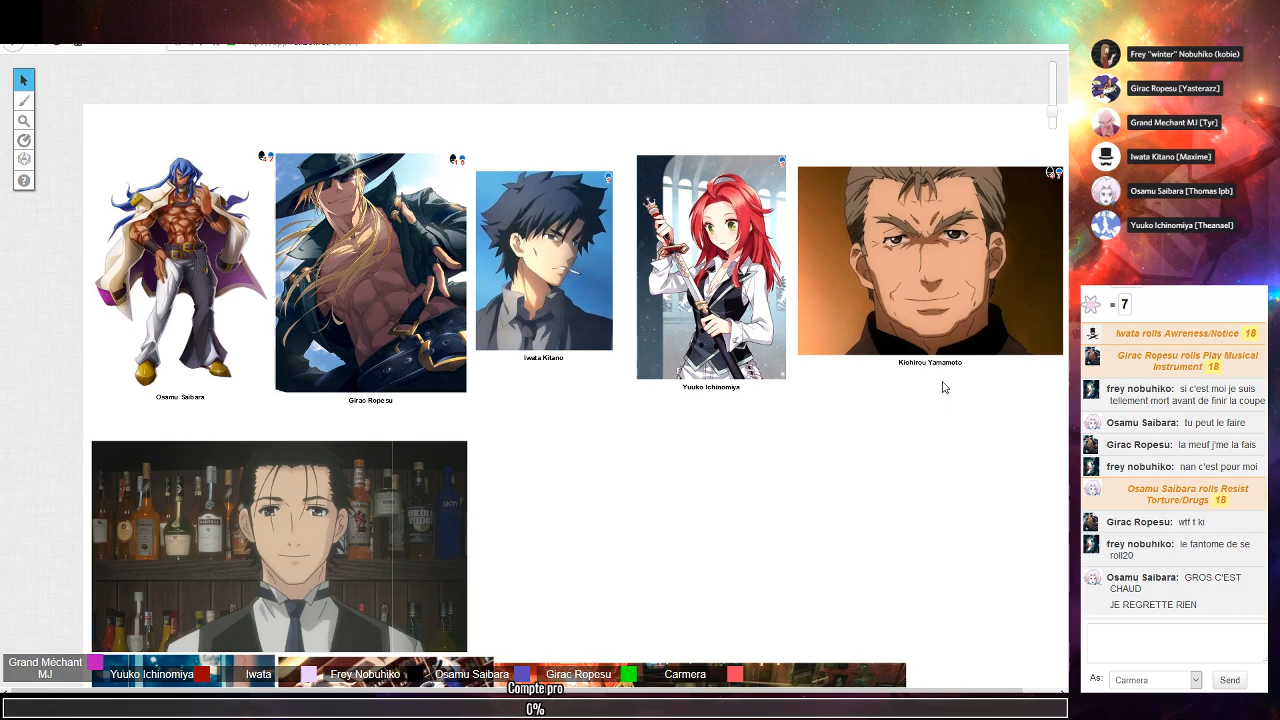 Osamu Saibara
Girac Ropesu
Iwata Kitano
Yuuko Ichinomiya
Kiohirou Yamamoto
Frey "winter" Nobuhiko (kobie)
Girac Ropesu [Yasterazz]
Grand Mechant MJ [Tyr]
Iwata Kitano [Maxime]
Osamu Saibara [Thomas lpb]
Yuuko Ichinomiya [Theanael]
= 7
Iwata rolls Awreness/Notice 18
Girac Ropesu rolls Play Musical
Instrument 18
frey nobuhiko: si c'est moi je suis
tellement mort avant de finir la coupe
Osamu Saibara: tu peut le faire
Girac Ropesu: la meuf j'me la fais
frey nobuhiko: nan c'est pour moi
Osamu Saibara rolls Resist
Torture/Drugs 18
Girac Ropesu: wtf t ki
frey nobuhiko: le fantome de se
roll20
Osamu Saibara: GROS C'EST
CHAUD
JE REGRETTE RIEN
As: Carmera Send
Grand Méchant
MJ
Yuuko Ichinomiya
Iwata
Frey Nobuhiko
Osamu Saibara
Girac Ropesu
Carmera
Compte pro
0%